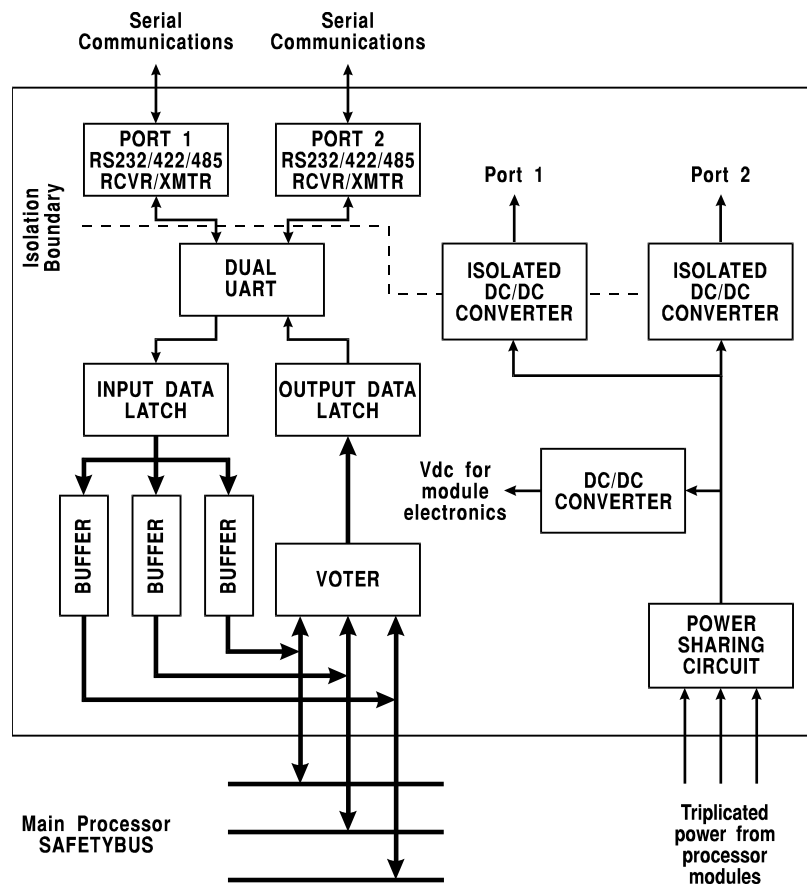 Serial
Communications
Serial
Communications
PORT 1
RS232/422/485
RCVR/XMTR
PORT 2
RS232/422/485
RCVR/XMTR
Port 1
Port 2
Isolation
Boundary
DUAL
UART
ISOLATED
DC/DC
CONVERTER
ISOLATED
DC/DC
CONVERTER
INPUT DATA
LATCH
OUTPUT DATA
LATCH
Vdc for
module
electronics
DC/DC
CONVERTER
BUFFER
BUFFER
BUFFER
VOTER
POWER
SHARING
CIRCUIT
Main Processor
SAFETYBUS
Triplicated
power from
processor
modules